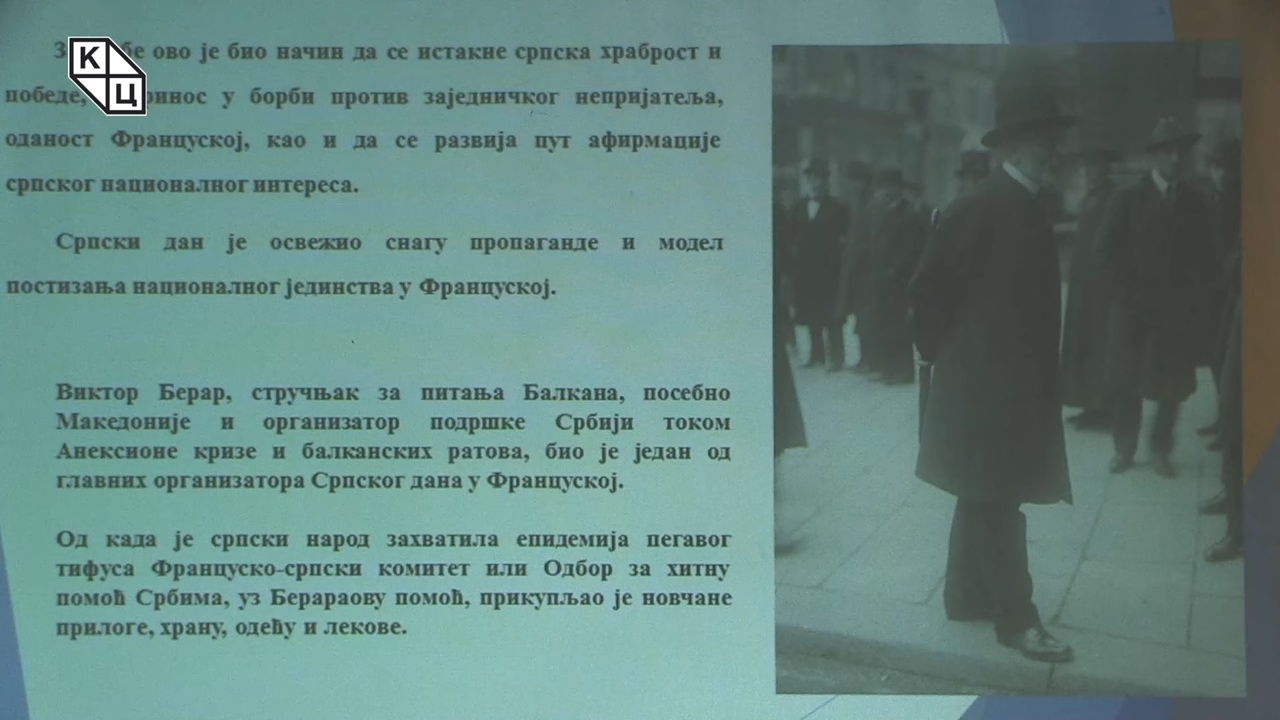 КЦ
ово је био начин да се истакне српска храброст и
победе, у борби против заједничког непријатеља,
оданост Француској, као и да се развија пут афирмације
српског националног интереса.
Српски дан је освежио снагу пропаганде и модел
постизања националног јединства у Француској.
Виктор Берар, стручњак за питања Балкана, посебно
Македоније и организатор подршке Србији током
Анексионе кризе и балканских ратова, био је један од
главних организатора Српског дана у Француској.
Од када је српски народ захватила епидемија пегавог
тифуса Француско-српски комитет или Одбор за хитну
помоћ Србима, уз Берараову помоћ, прикупљао је новчане
прилоге, храну, одећу и лекове.